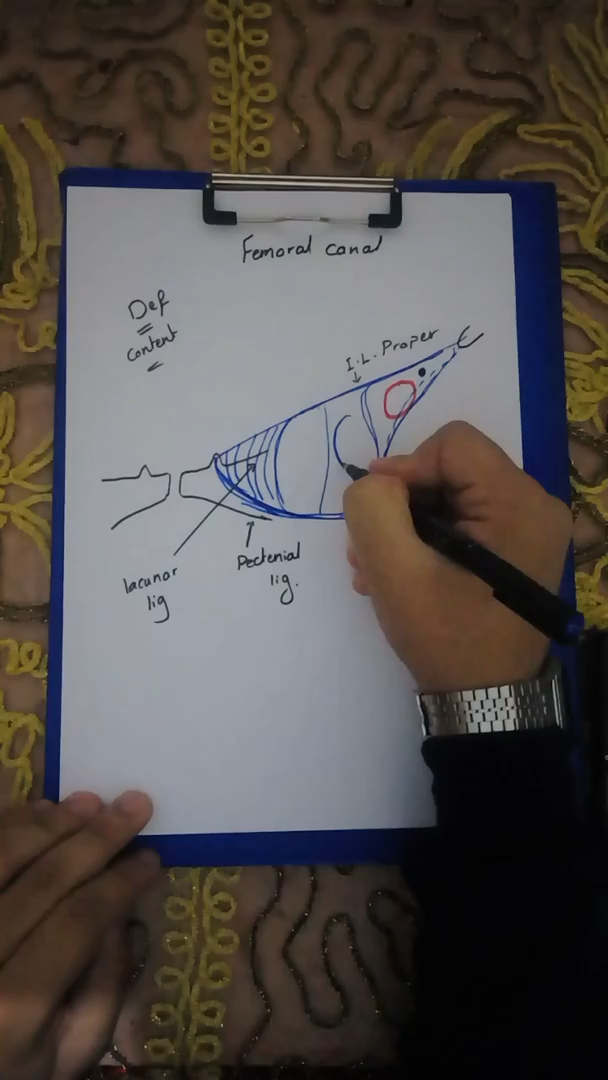 Femoral canal
Def
content
I.L. Proper
lacunar
lig
Pectenial
lig.